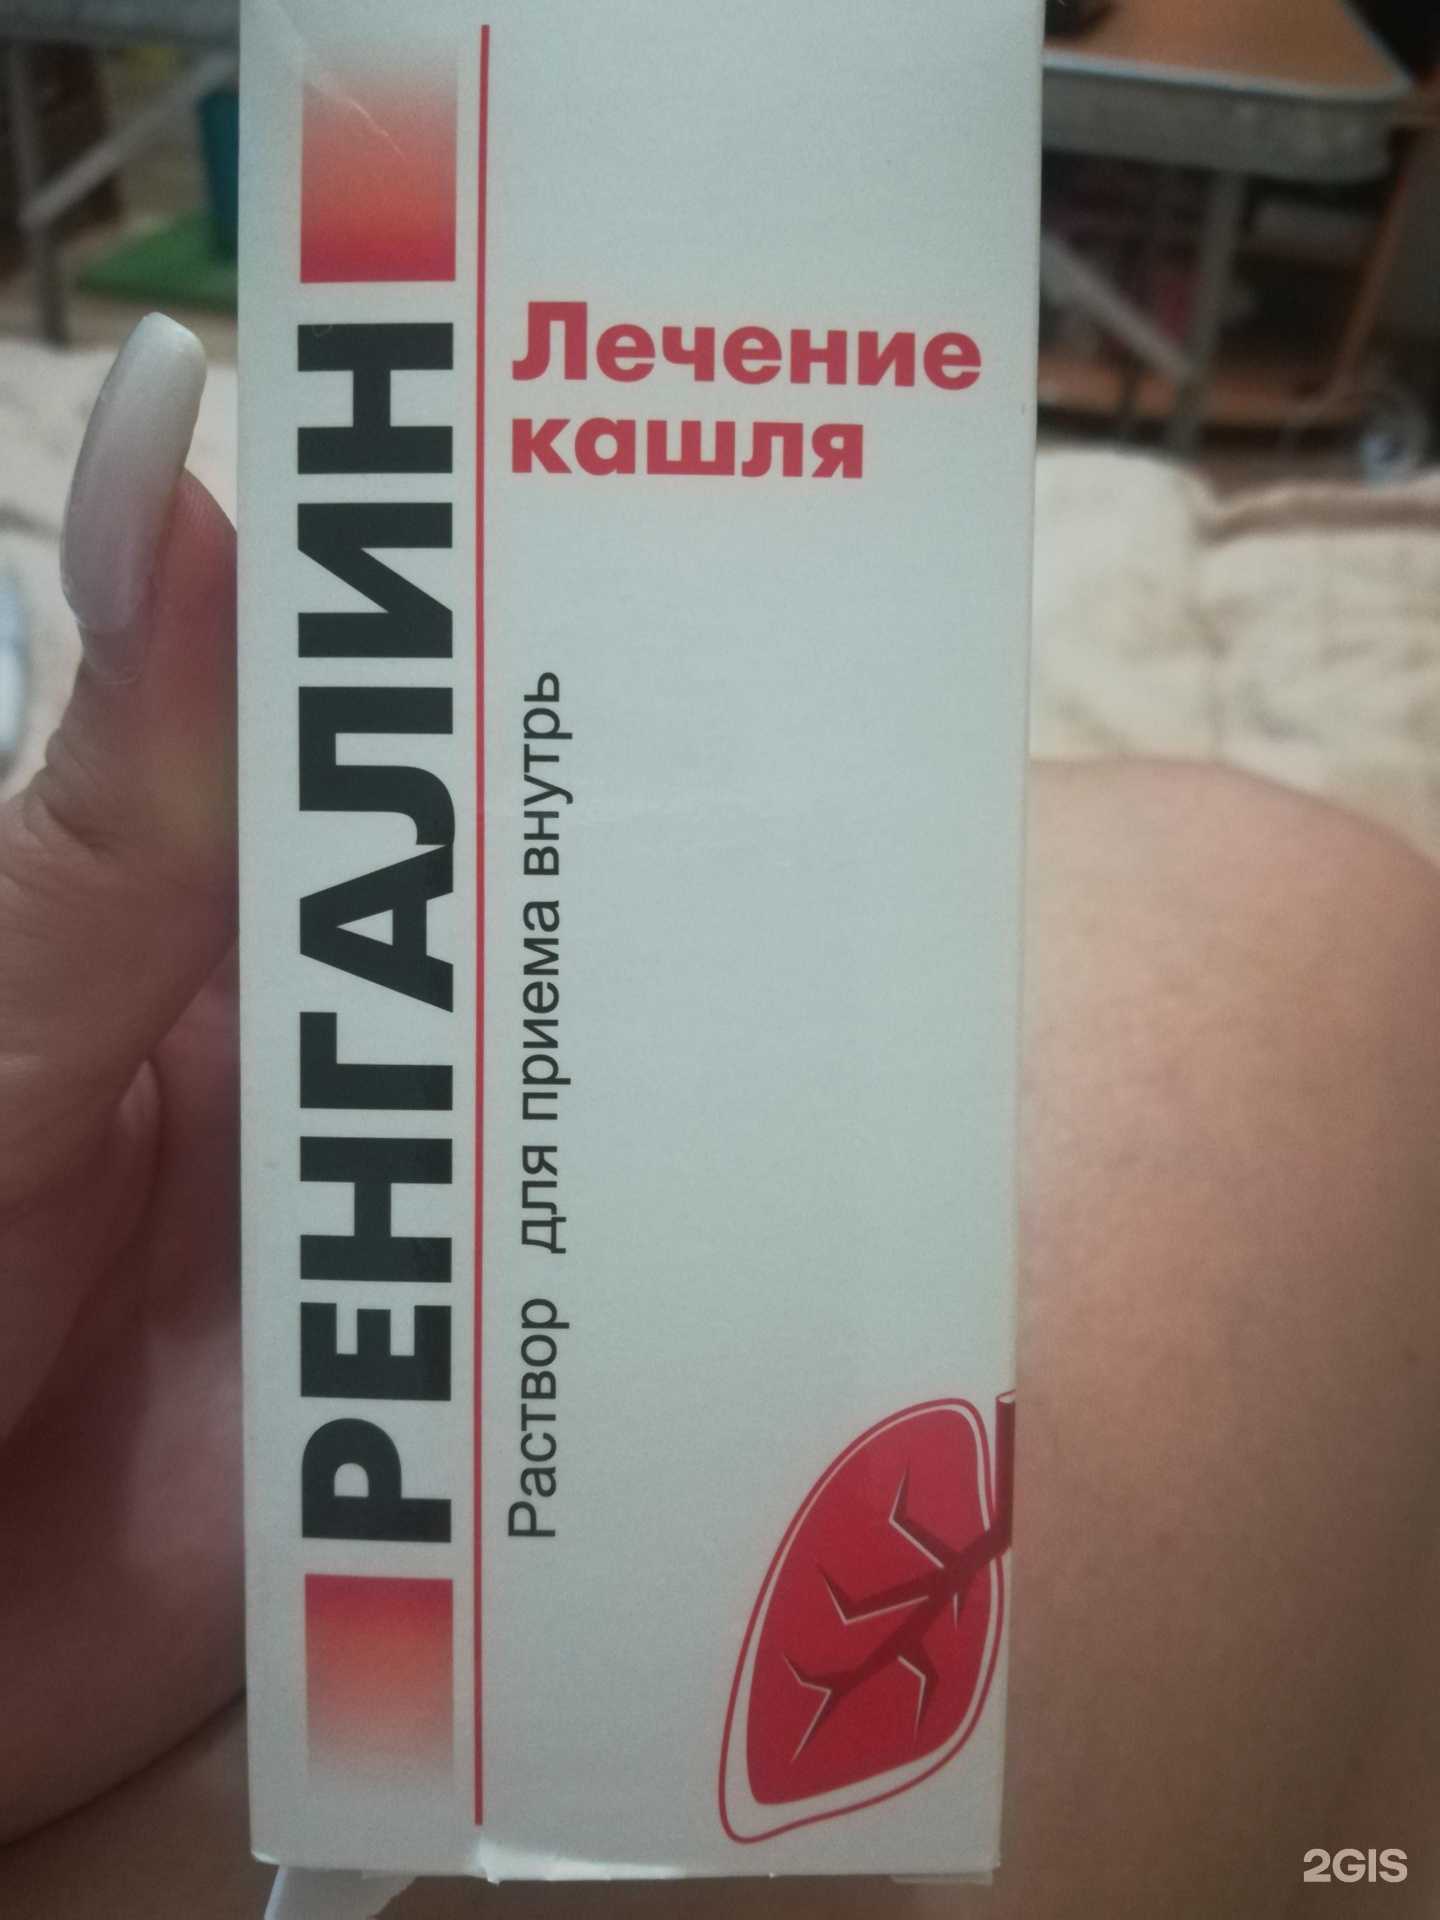 РЕНГАЛИН
Раствор для приема внутрь
Лечение
кашля
2GIS